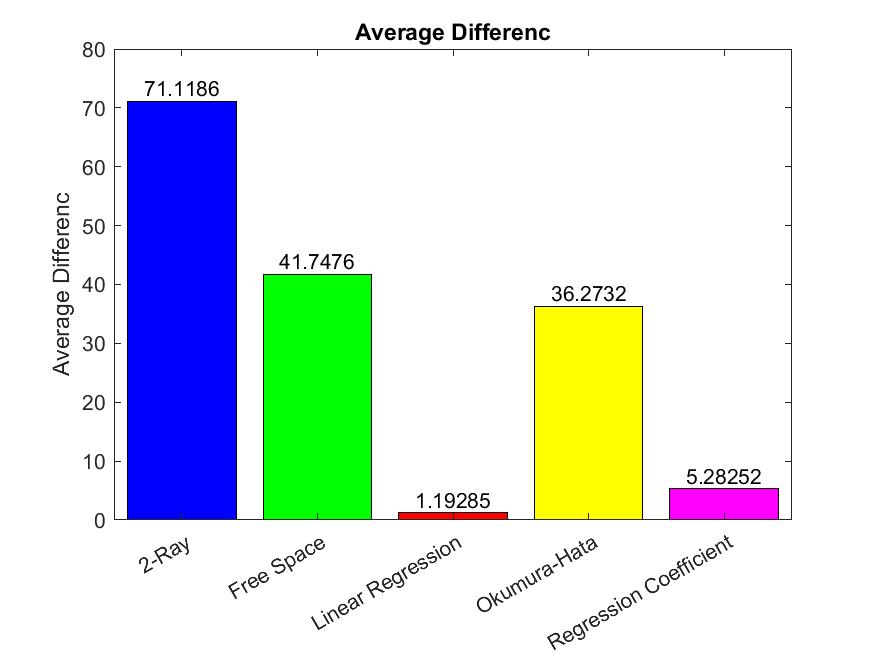 Average Differenc
80
70
60
50
40
30
20
10
0
Average Differenc
71.1186
41.7476
1.19285
36.2732
5.28252
2-Ray
Free Space
Linear Regression
Okumura-Hata
Regression Coefficient